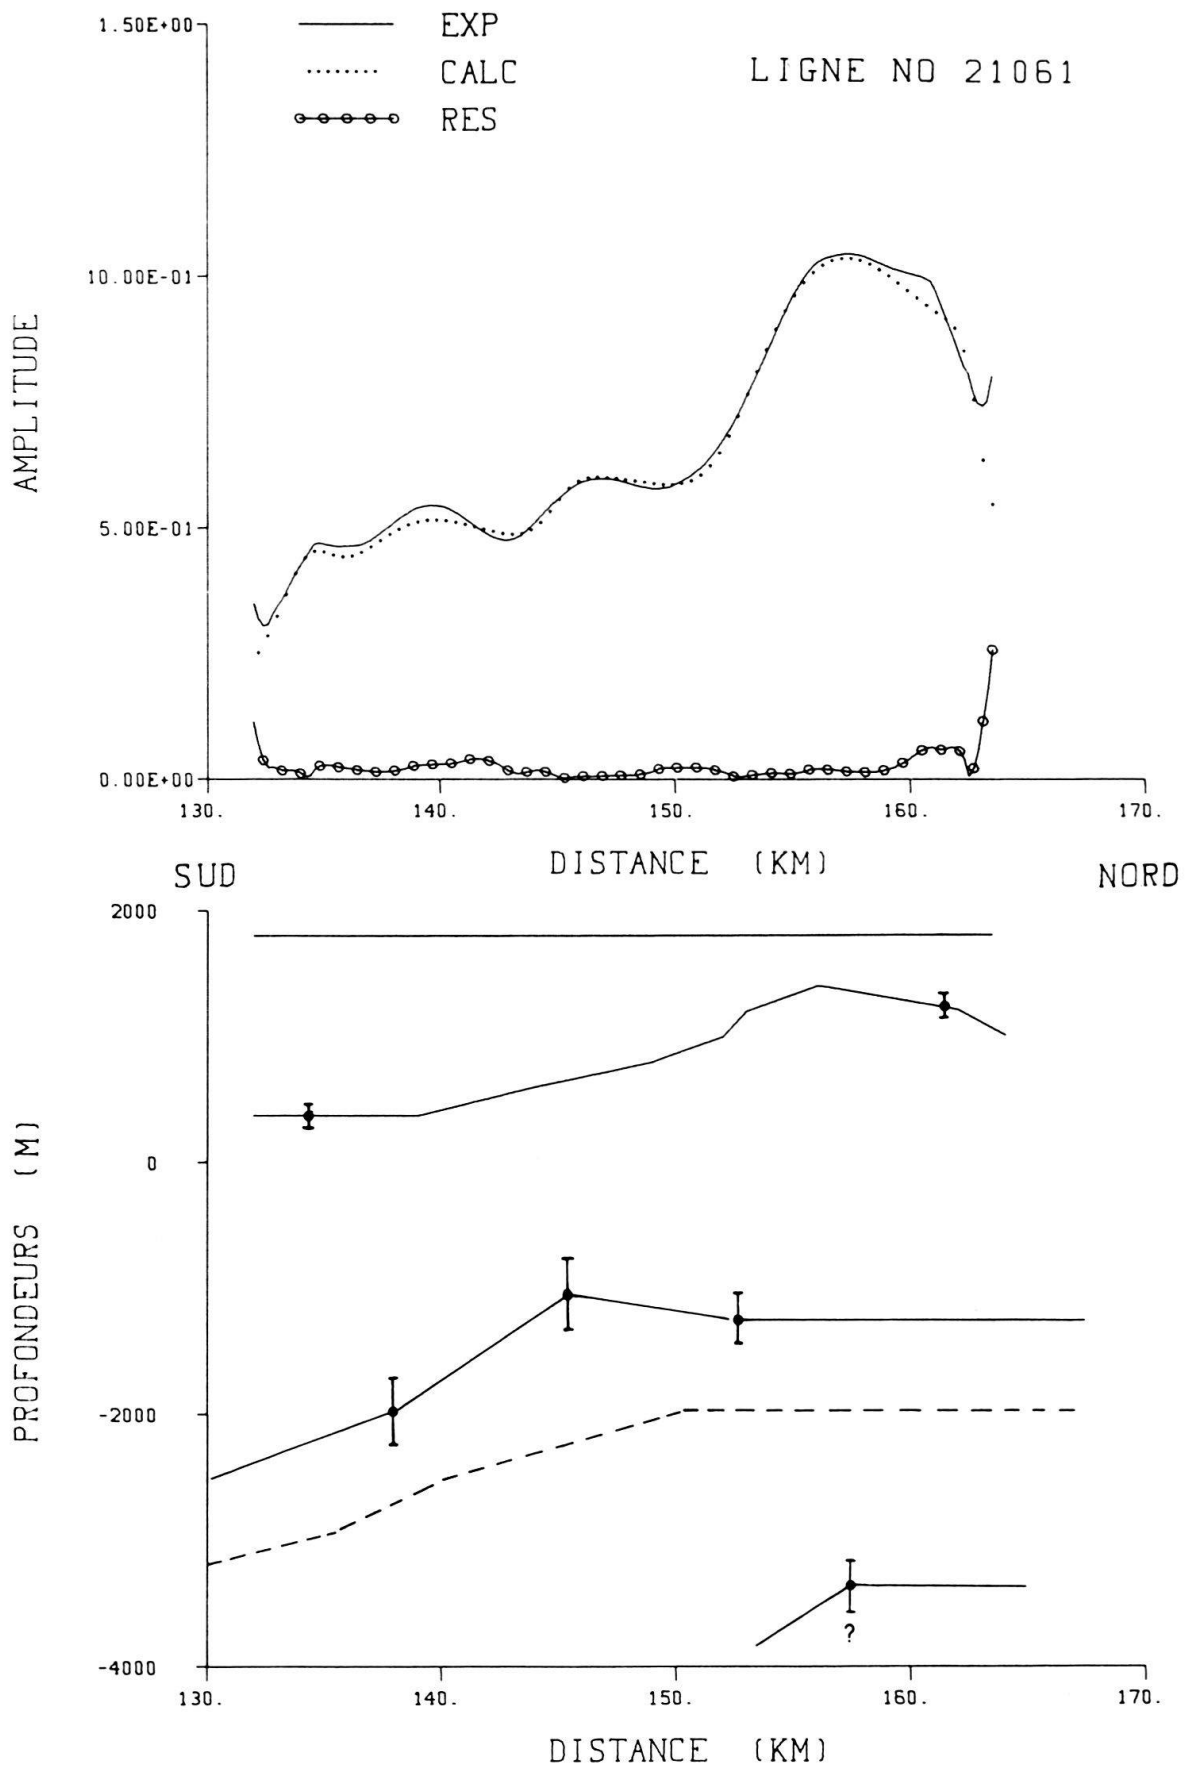 1.50E+00
EXP
CALC
RES
LIGNE NO 21061
10.00E-01
AMPLITUDE
5.00E-01
0.00E+00
130. 140. 150. 160. 170.
DISTANCE (KM)
SUD
NORD
2000
0
PROFONDEURS (M)
-2000
?
-4000
130. 140. 150. 160. 170.
DISTANCE (KM)